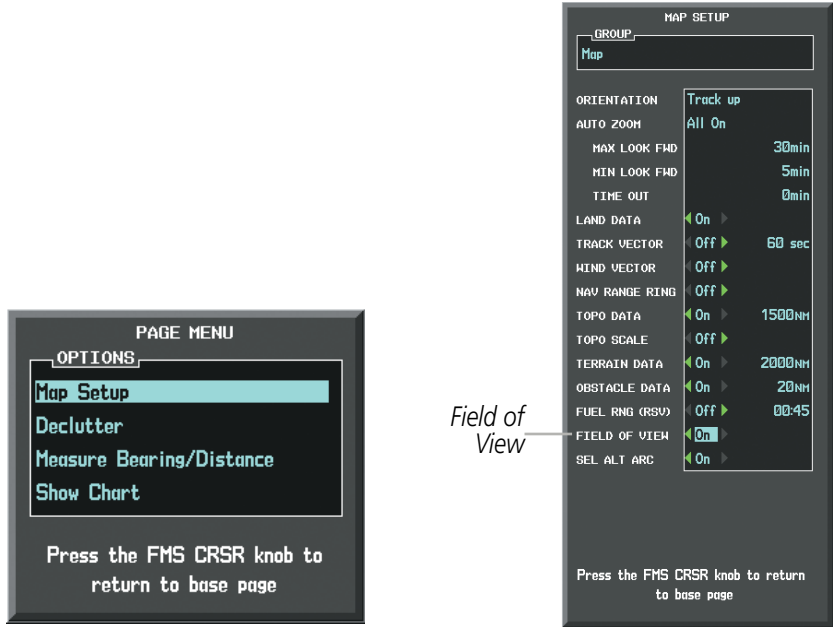 PAGE MENU
OPTIONS
Map Setup
Declutter
Measure Bearing/Distance
Show Chart
Press the FMS CRSR knob to
return to base page
Field of
View
MAP SETUP
GROUP
Map
ORIENTATION Track up
AUTO ZOOM All On
MAX LOOK FWD 30min
MIN LOOK FWD 5min
TIME OUT 0min
LAND DATA On
TRACK VECTOR Off 60 sec
WIND VECTOR Off
NAV RANGE RING Off
TOPO DATA On 1500NM
TOPO SCALE Off
TERRAIN DATA On 2000NM
OBSTACLE DATA On 20NM
FUEL RNG (RSV) Off 00:45
FIELD OF VIEW On
SEL ALT ARC On
Press the FMS CRSR knob to return
to base page